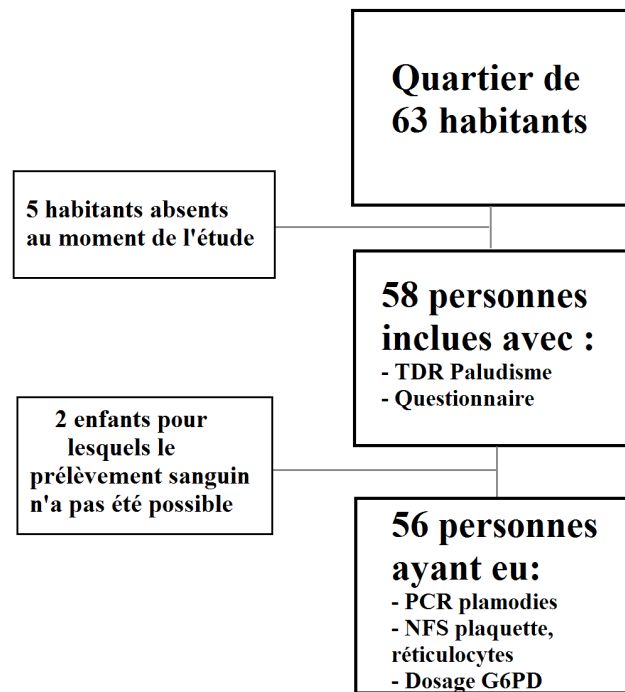 Quartier de
63 habitants
5 habitants absents
au moment de l'étude
58 personnes
inclues avec :
- TDR Paludisme
- Questionnaire
2 enfants pour
lesquels le
prélèvement sanguin
n'a pas été possible
56 personnes
ayant eu:
- PCR plamodies
- NFS plaquette,
réticulocytes
- Dosage G6PD